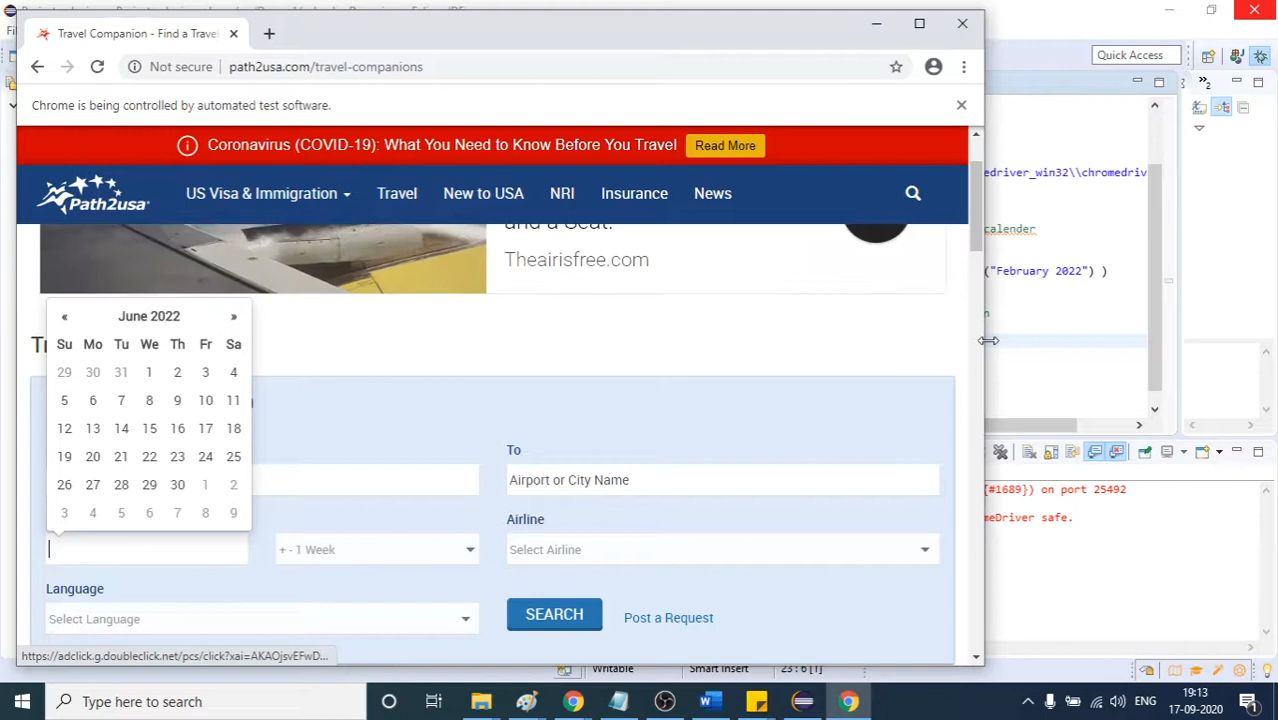 Travel Companion - Find a Travel
Not secure
path2usa.com/travel-companions
Chrome is being controlled by automated test software.
Quick Access
Coronavirus (COVID-19): What You Need to Know Before You Travel
Read More
Path2usa
US Visa & Immigration
Travel
New to USA
NRI
Insurance
News
and a Seat.
Theairisfree.com
edriver_win32\\chromedriv
calender
("February 2022") )
n
« June 2022 »
Su Mo Tu We Th Fr Sa
29 30 31 1 2 3 4
5 6 7 8 9 10 11
12 13 14 15 16 17 18
19 20 21 22 23 24 25
26 27 28 29 30 1 2
3 4 5 6 7 8 9
Tr
To
Airport or City Name
+ - 1 Week
Airline
Select Airline
Language
Select Language
SEARCH
Post a Request
{#1689}) on port 25492
meDriver safe.
https://adclick.g.doubleclick.net/pcs/click?xai=AKAOjsvEFwD...
Writable
Smart Insert
23 : 6 [1]
Type here to search
ENG
19:13
17-09-2020
1